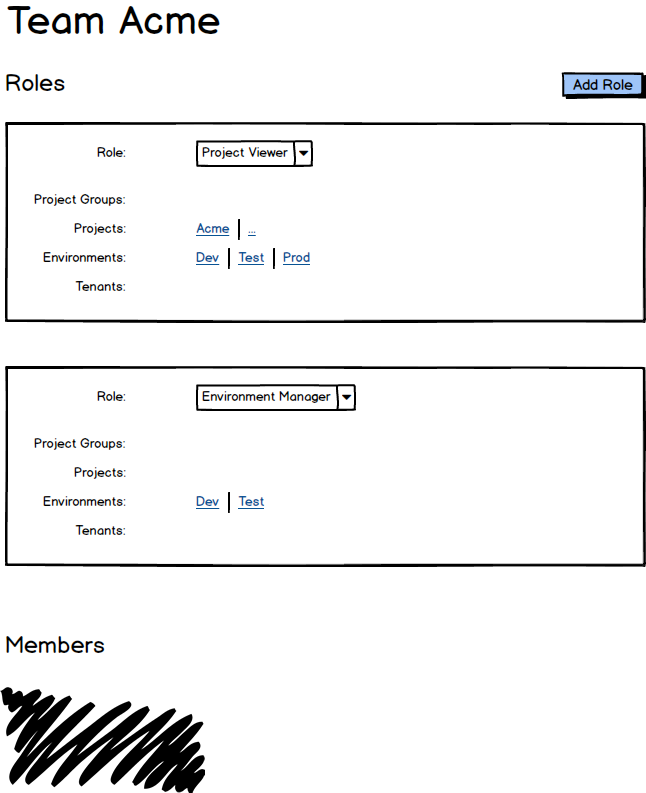 Team Acme
Roles
Add Role
Role: Project Viewer
Project Groups:
Projects: Acme | ...
Environments: Dev | Test | Prod
Tenants:
Role: Environment Manager
Project Groups:
Projects:
Environments: Dev | Test
Tenants:
Members